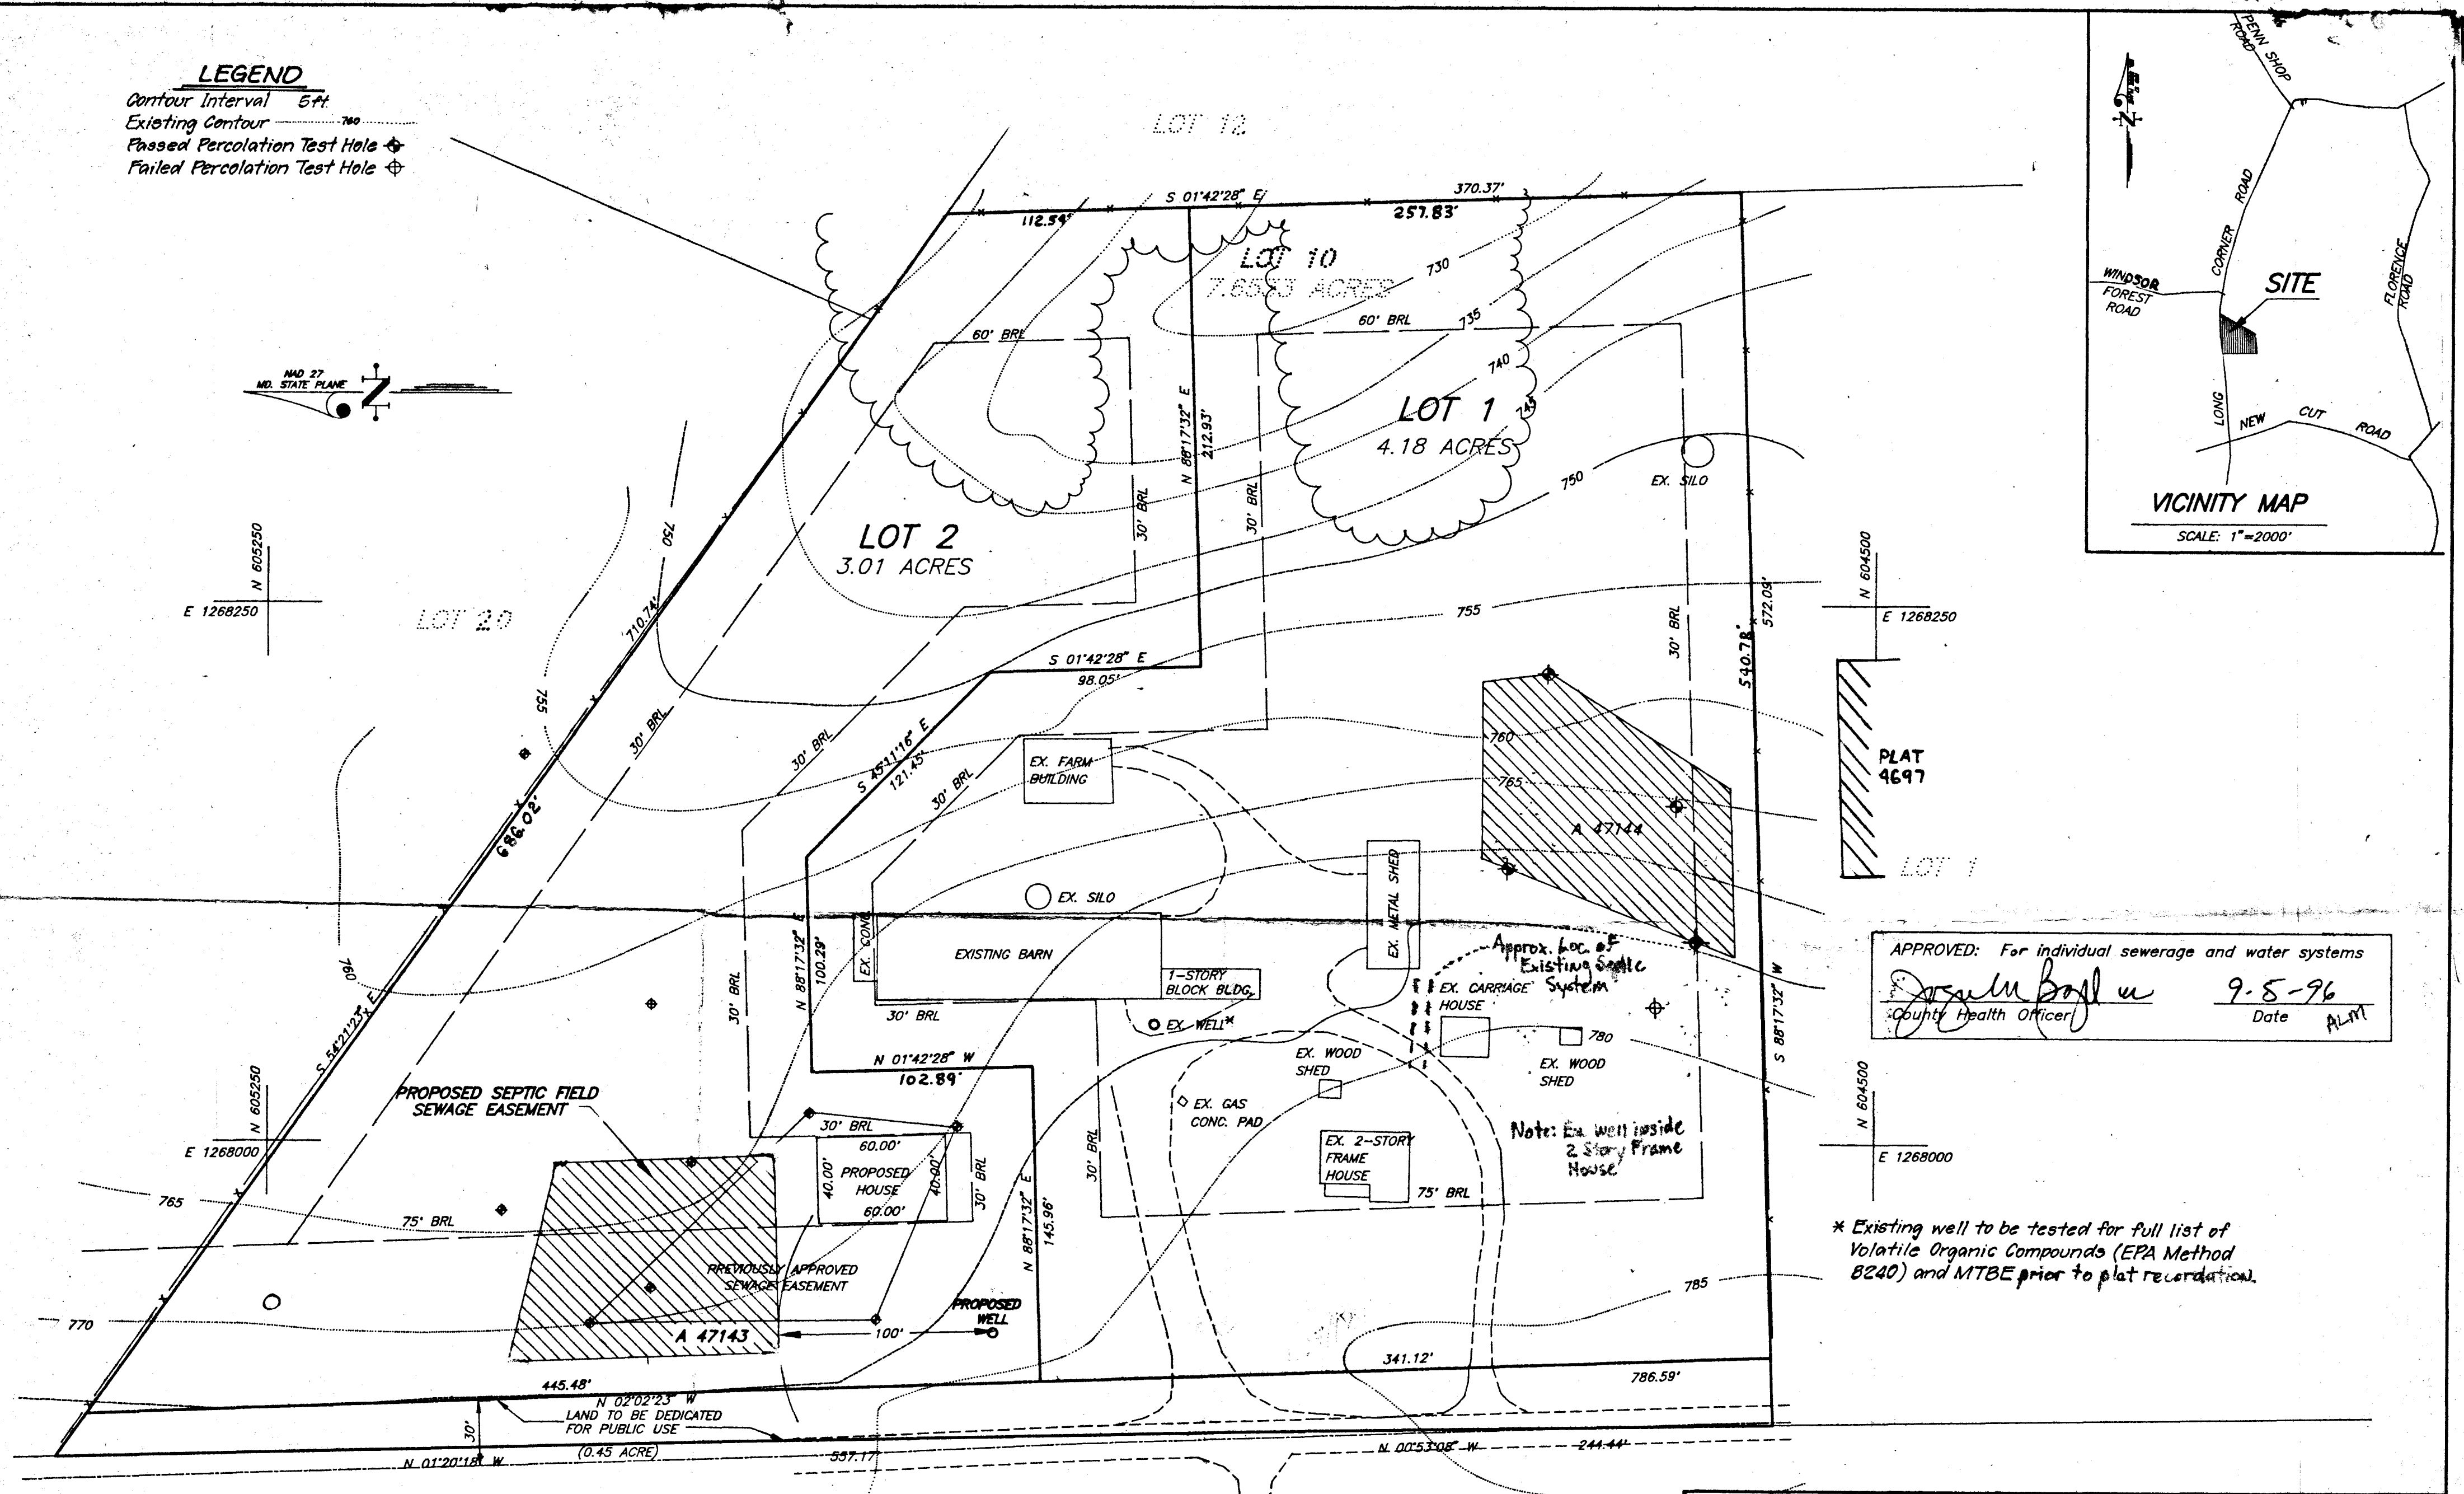 LEGEND
Contour Interval 5ft
Existing Contour 760
Passed Percolation Test Hole
Failed Percolation Test Hole
LOT 12
S 01°42'28" E
370.37'
112.54'
257.83'
LOT 10
ACRES
730
735
740
745
750
60' BRL
60' BRL
NAD 27
MD. STATE PLANE
N
N 88°17'32" E
212.93'
LOT 1
4.18 ACRES
EX. SILO
30' BRL
30' BRL
LOT 2
3.01 ACRES
750
N 605250
E 1268250
LOT 20
710.74'
755
755
30' BRL
572.09'
540.78'
N 604500
E 1268250
S 01°42'28" E
98.05'
30' BRL
30' BRL
S 45°11'16" E
121.45'
30' BRL
EX. FARM
BUILDING
760
765
A 47144
PLAT
4697
LOT 1
686.02'
EX. SILO
EX. METAL SHED
EX. CONC.
EXISTING BARN
1-STORY
BLOCK BLDG.
N 88°17'32" E
100.29'
30' BRL
30' BRL
760
Approx. Loc. of
Existing Septic
System
EX. CARRIAGE
HOUSE
EX. WELL*
780
EX. WOOD
SHED
EX. WOOD
SHED
S 88°17'32" W
APPROVED: For individual sewerage and water systems
9-5-96
County Health Officer
Date
ALM
S 54°21'23" E
N 01°42'28" W
102.89'
PROPOSED SEPTIC FIELD
SEWAGE EASEMENT
N 605250
E 1268000
30' BRL
60.00'
40.00'
PROPOSED
HOUSE
40.00'
60.00'
30' BRL
N 88°17'32" E
145.96'
30' BRL
EX. GAS
CONC. PAD
EX. 2-STORY
FRAME
HOUSE
75' BRL
Note: Ex. well inside
2 Story Frame
House
N 604500
E 1268000
765
75' BRL
PREVIOUSLY APPROVED
SEWAGE EASEMENT
PROPOSED
WELL
100'
A 47143
770
785
* Existing well to be tested for full list of
Volatile Organic Compounds (EPA Method
8240) and MTBE prior to plat recordation.
341.12'
786.59'
445.48'
N 02°02'23" W
LAND TO BE DEDICATED
FOR PUBLIC USE
(0.45 ACRE)
30'
N 01°20'18" W
557.17'
N 00°53'08" W
244.44'
PENN SHOP
ROAD
N
CORNER
ROAD
WINDSOR
FOREST
ROAD
SITE
FLORENCE
ROAD
LONG
NEW
CUT
ROAD
VICINITY MAP
SCALE: 1"=2000'